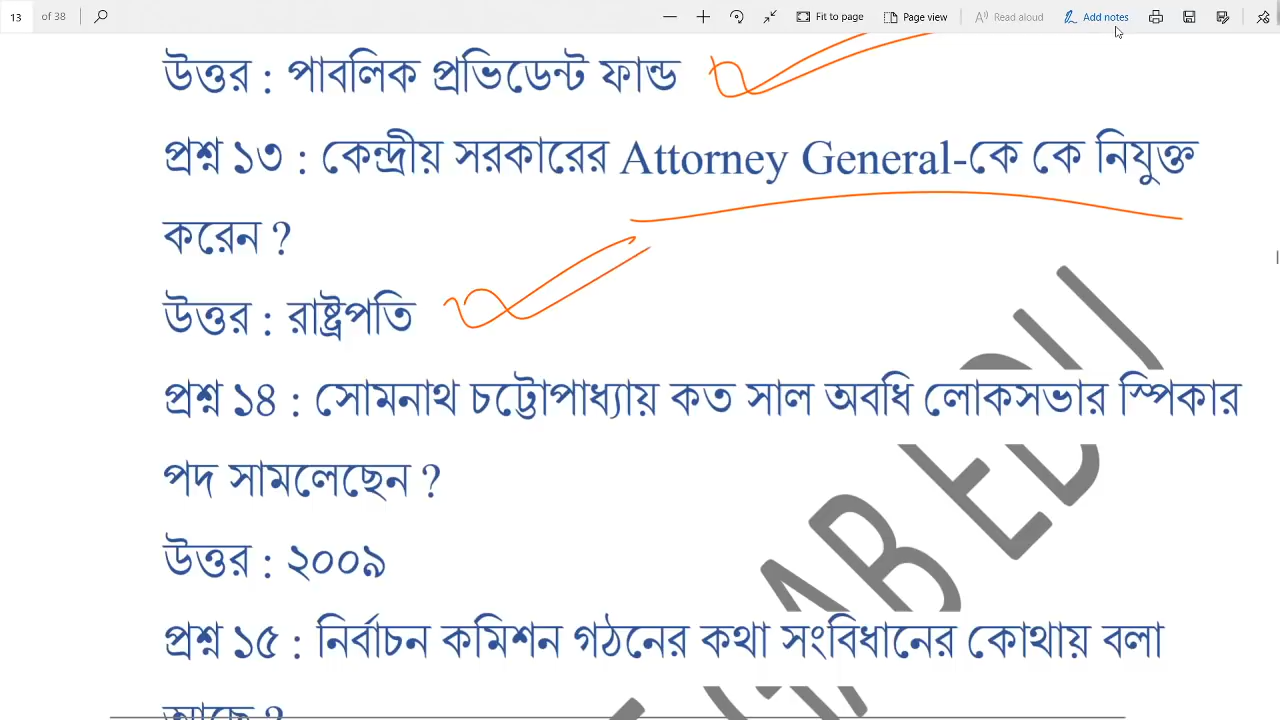 13 of 38 Fit to page Page view Read aloud Add notes
উত্তর : পাবলিক প্রভিডেন্ট ফান্ড
প্রশ্ন ১৩ : কেন্দ্রীয় সরকারের Attorney General-কে কে নিযুক্ত
করেন ?
উত্তর : রাষ্ট্রপতি
প্রশ্ন ১৪ : সোমনাথ চট্টোপাধ্যায় কত সাল অবধি লোকসভার স্পিকার
পদ সামলেছেন ?
উত্তর : ২০০৯
প্রশ্ন ১৫ : নির্বাচন কমিশন গঠনের কথা সংবিধানের কোথায় বলা
আছে ?